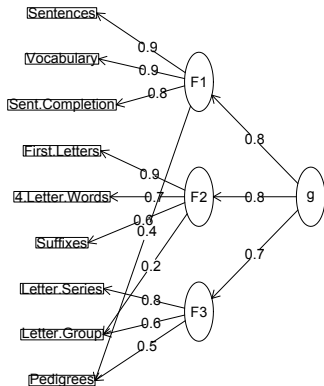 Sentences
0.9
Vocabulary
0.9
F1
Sent.Completion
0.8
0.8
First.Letters
0.9
4.Letter.Words
0.7
F2
0.8
g
0.6
Suffixes
0.4
0.7
0.2
Letter.Series
0.8
F3
Letter.Group
0.6
0.5
Pedigrees